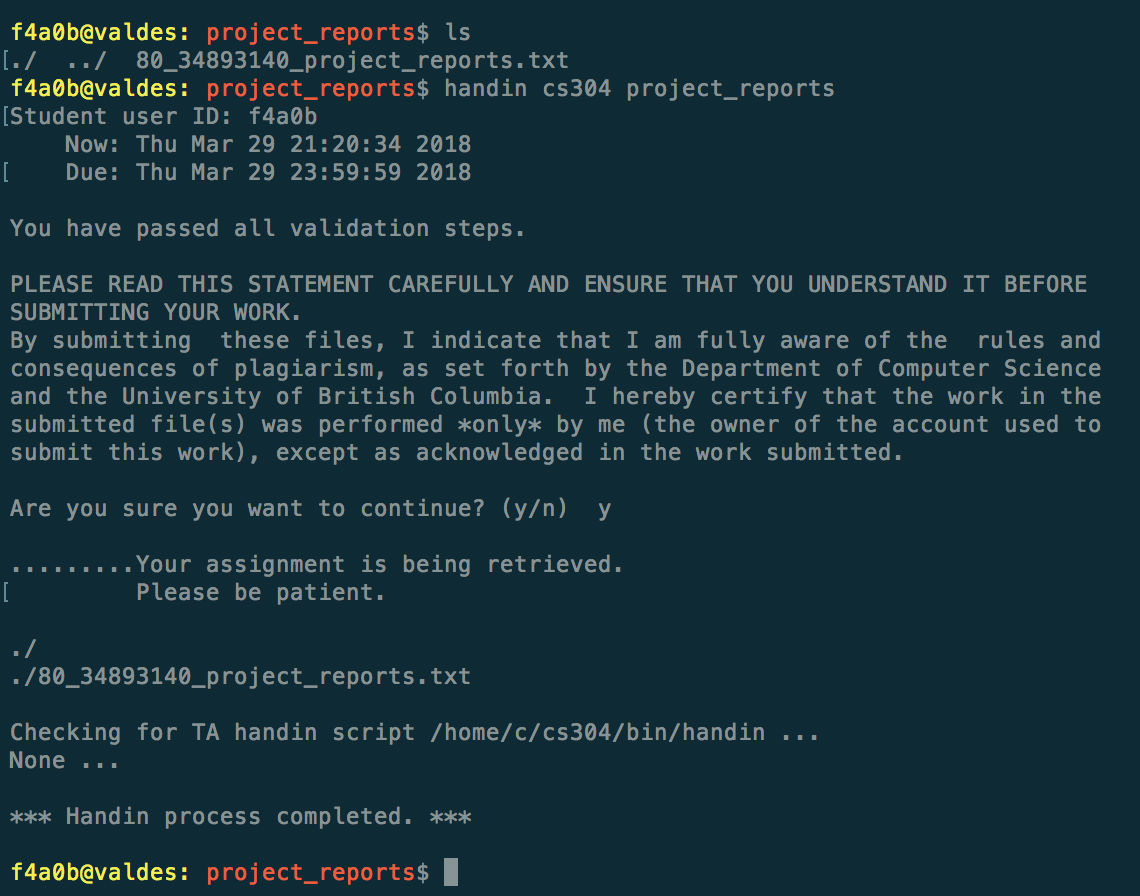 f4a0b@valdes: project_reports$ ls
[./  ../  80_34893140_project_reports.txt
f4a0b@valdes: project_reports$ handin cs304 project_reports
[Student user ID: f4a0b
    Now: Thu Mar 29 21:20:34 2018
[    Due: Thu Mar 29 23:59:59 2018
You have passed all validation steps.
PLEASE READ THIS STATEMENT CAREFULLY AND ENSURE THAT YOU UNDERSTAND IT BEFORE
SUBMITTING YOUR WORK.
By submitting  these files, I indicate that I am fully aware of the  rules and
consequences of plagiarism, as set forth by the Department of Computer Science
and the University of British Columbia.  I hereby certify that the work in the
submitted file(s) was performed *only* by me (the owner of the account used to
submit this work), except as acknowledged in the work submitted.
Are you sure you want to continue? (y/n)  y
.........Your assignment is being retrieved.
[         Please be patient.
./
./80_34893140_project_reports.txt
Checking for TA handin script /home/c/cs304/bin/handin ...
None ...
*** Handin process completed. ***
f4a0b@valdes: project_reports$